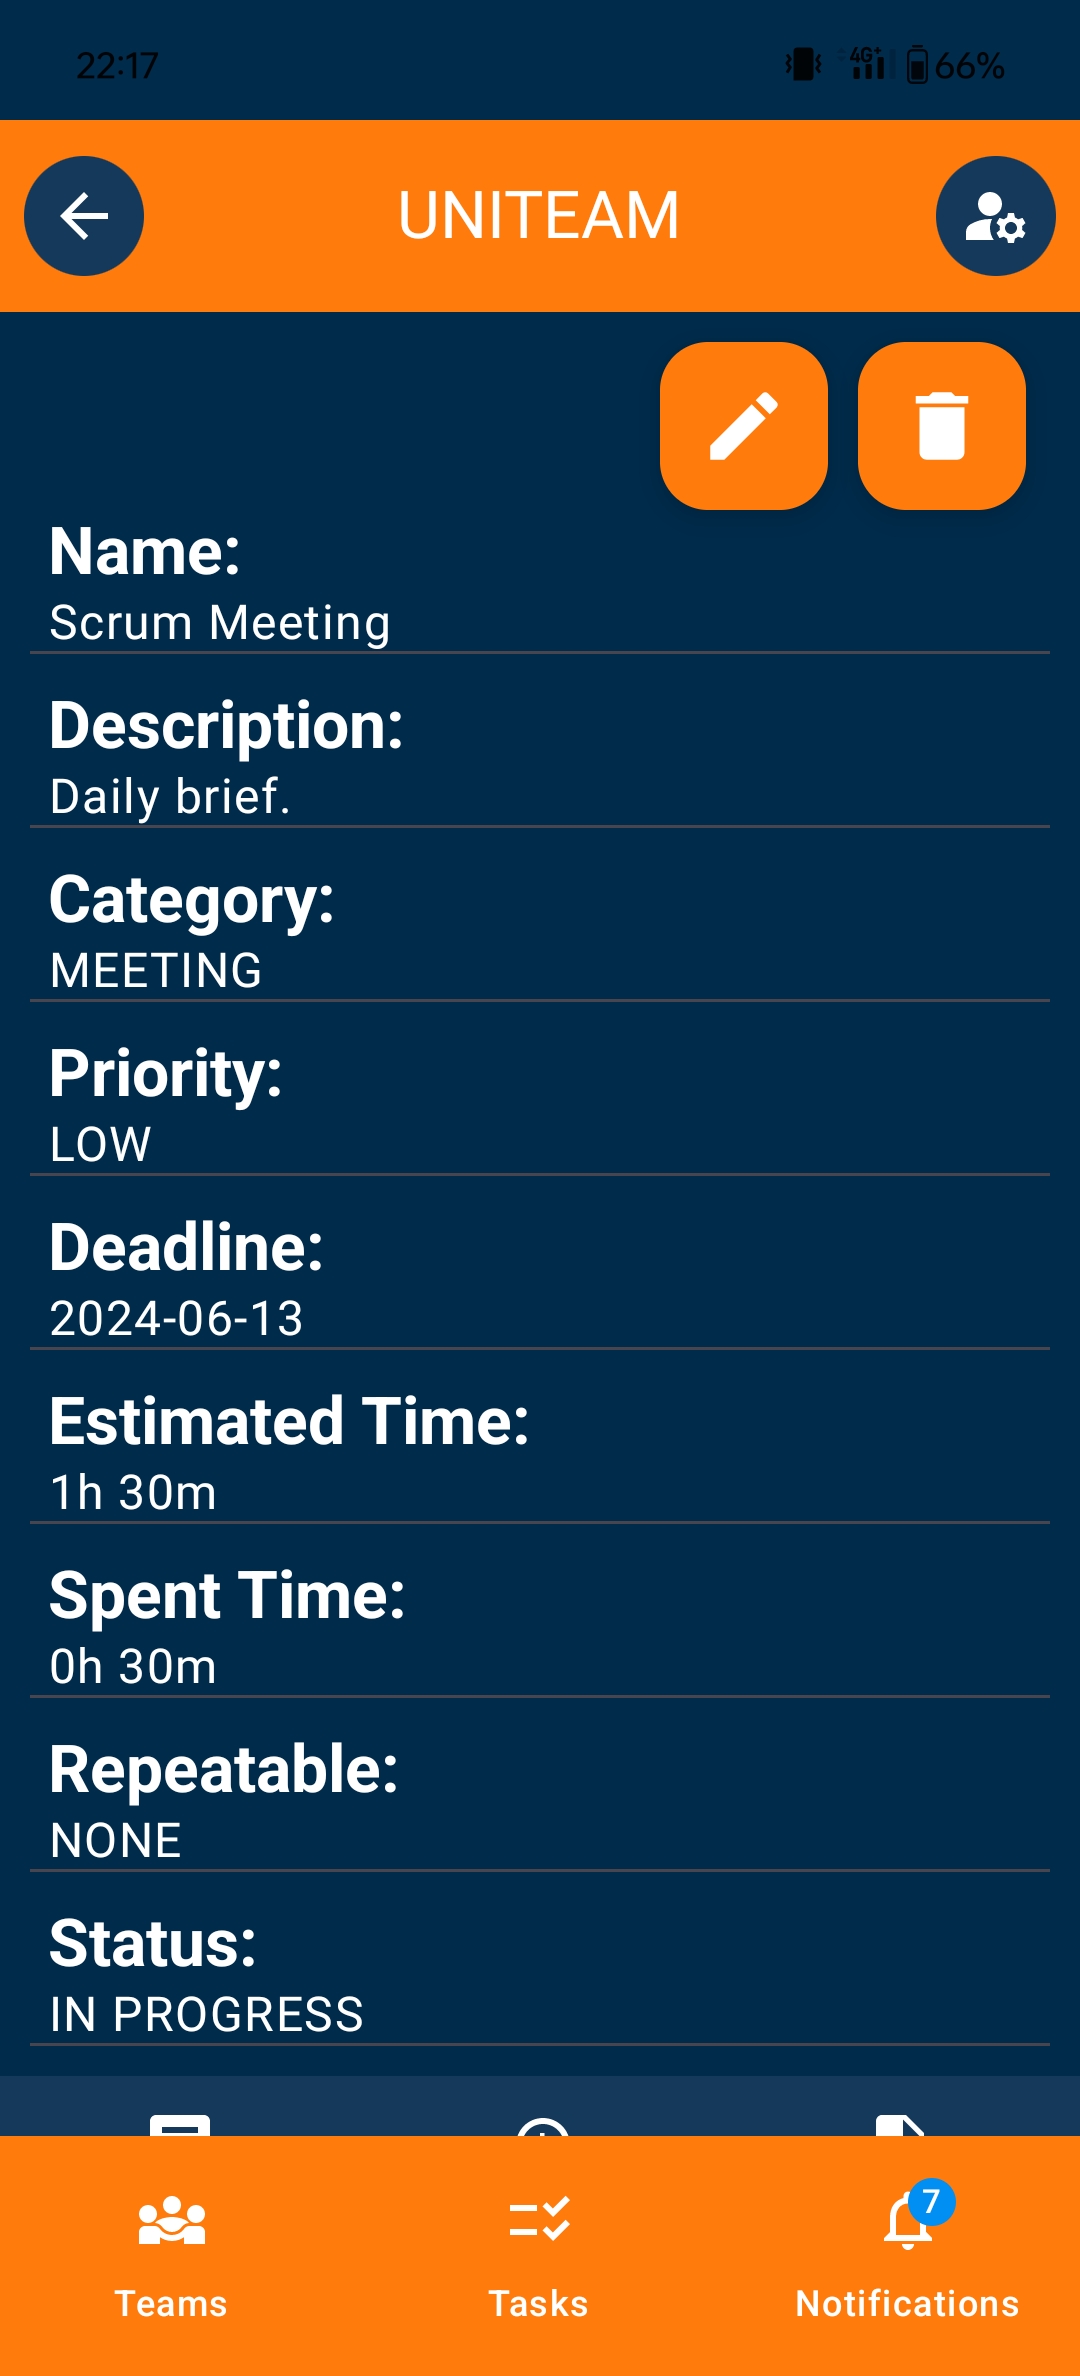 22:17
4G+ 66%
UNITEAM
Name:
Scrum Meeting
Description:
Daily brief.
Category:
MEETING
Priority:
LOW
Deadline:
2024-06-13
Estimated Time:
1h 30m
Spent Time:
0h 30m
Repeatable:
NONE
Status:
IN PROGRESS
7
Teams Tasks Notifications